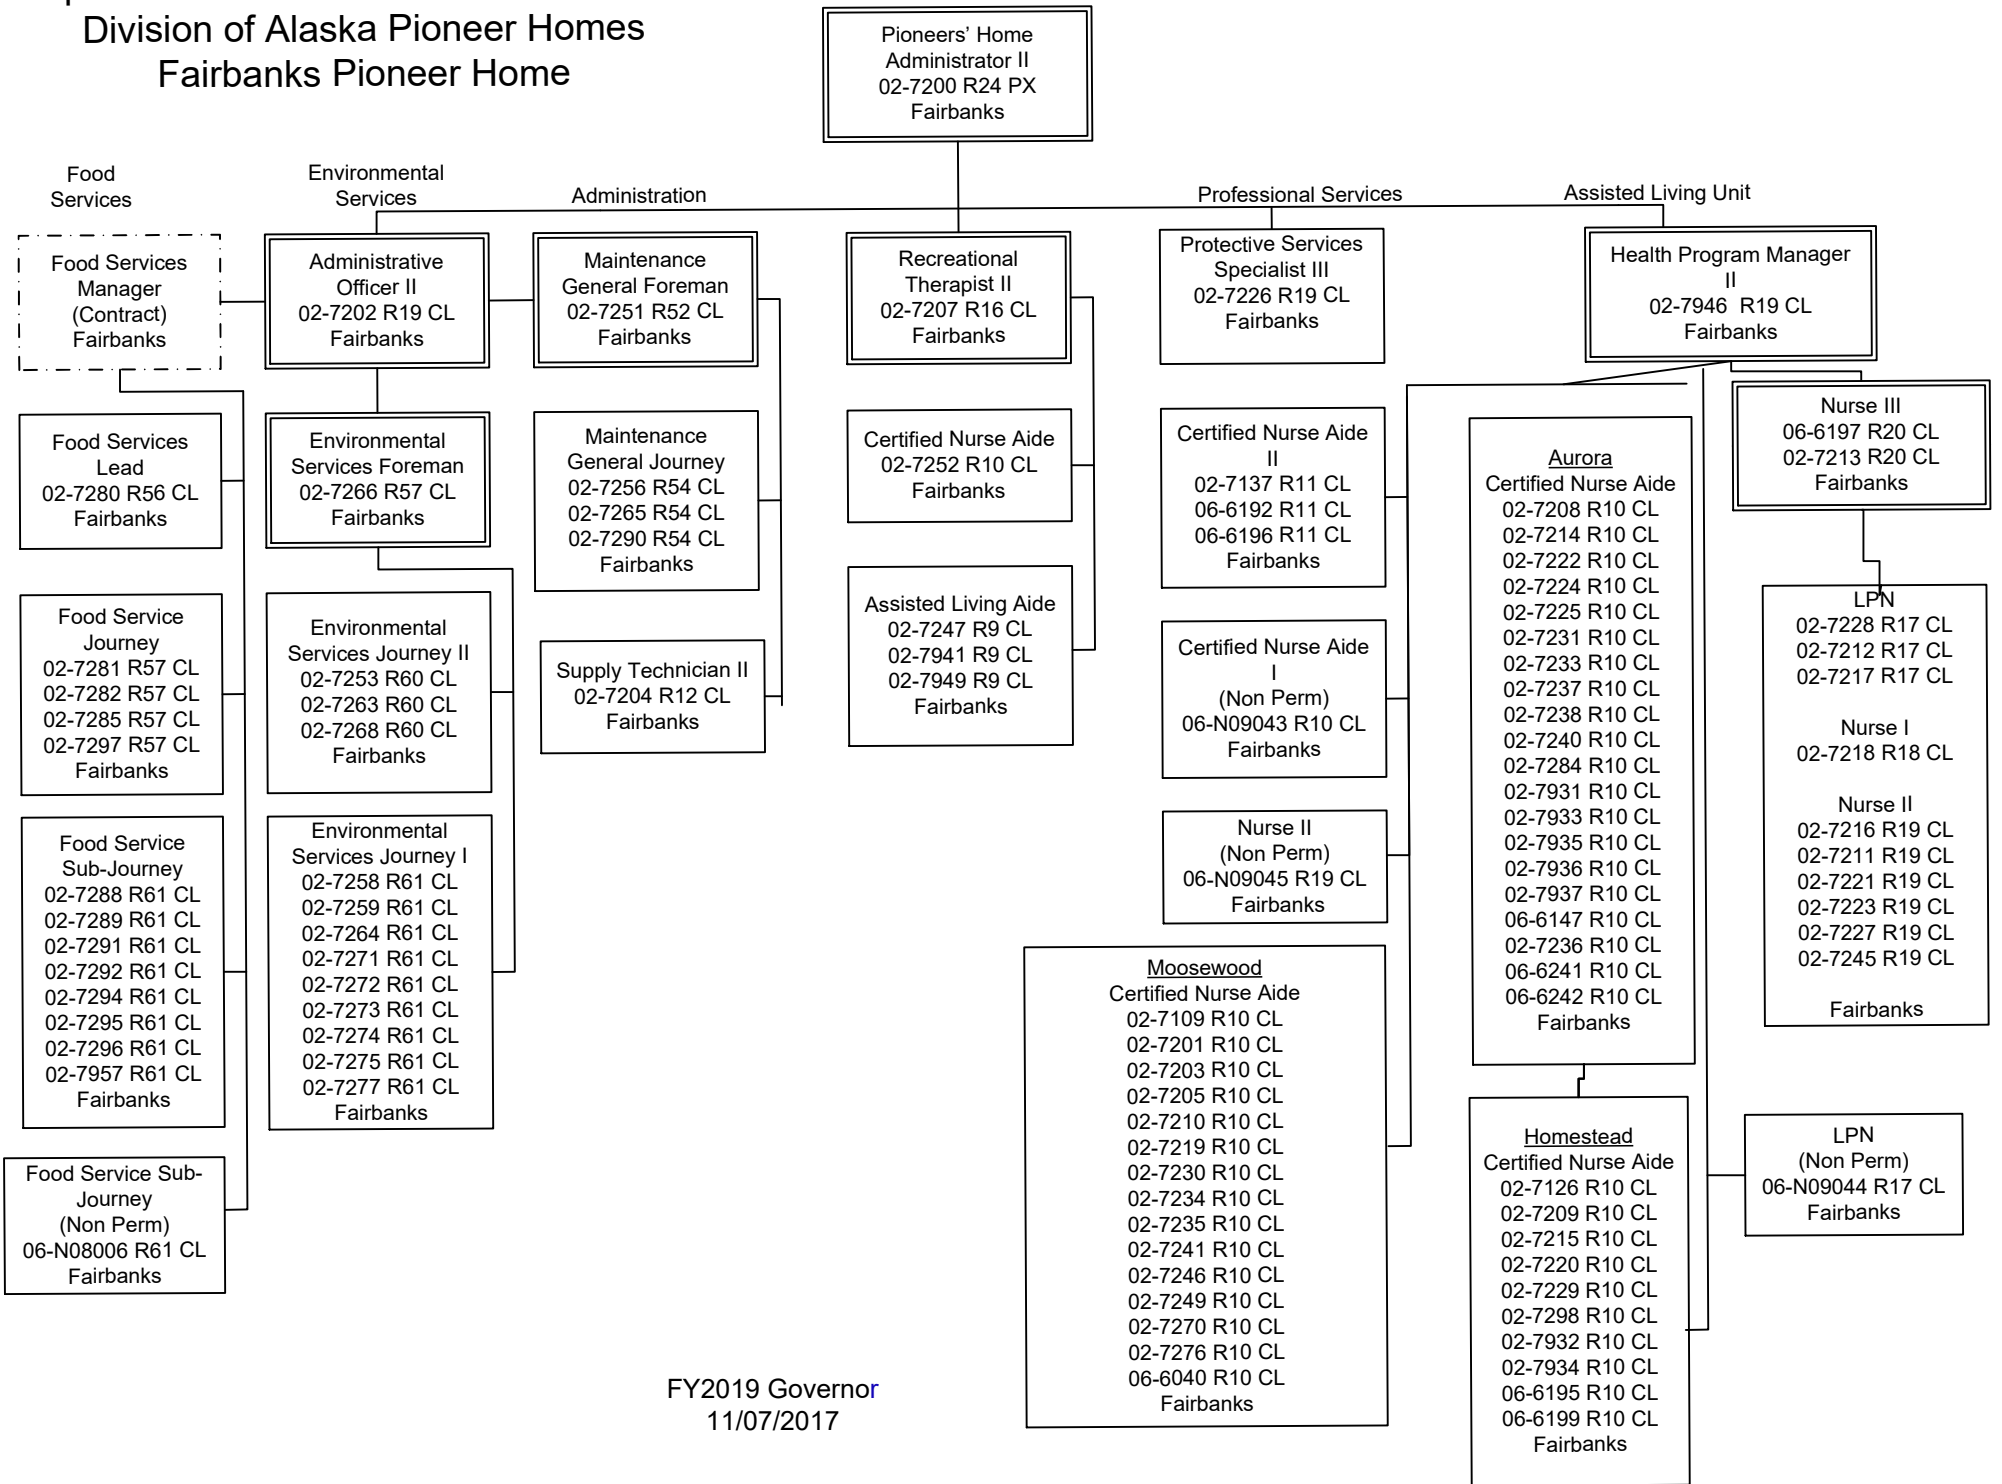 Division of Alaska Pioneer Homes
Fairbanks Pioneer Home
Pioneers’ Home
Administrator II
02-7200 R24 PX
Fairbanks
Food
Services
Environmental
Services
Administration
Professional Services
Assisted Living Unit
Food Services
Manager
(Contract)
Fairbanks
Administrative
Officer II
02-7202 R19 CL
Fairbanks
Maintenance
General Foreman
02-7251 R52 CL
Fairbanks
Recreational
Therapist II
02-7207 R16 CL
Fairbanks
Protective Services
Specialist III
02-7226 R19 CL
Fairbanks
Health Program Manager
II
02-7946 R19 CL
Fairbanks
Food Services
Lead
02-7280 R56 CL
Fairbanks
Food Service
Journey
02-7281 R57 CL
02-7282 R57 CL
02-7285 R57 CL
02-7297 R57 CL
Fairbanks
Food Service
Sub-Journey
02-7288 R61 CL
02-7289 R61 CL
02-7291 R61 CL
02-7292 R61 CL
02-7294 R61 CL
02-7295 R61 CL
02-7296 R61 CL
02-7957 R61 CL
Fairbanks
Food Service Sub-
Journey
(Non Perm)
06-N08006 R61 CL
Fairbanks
Environmental
Services Foreman
02-7266 R57 CL
Fairbanks
Environmental
Services Journey II
02-7253 R60 CL
02-7263 R60 CL
02-7268 R60 CL
Fairbanks
Environmental
Services Journey I
02-7258 R61 CL
02-7259 R61 CL
02-7264 R61 CL
02-7271 R61 CL
02-7272 R61 CL
02-7273 R61 CL
02-7274 R61 CL
02-7275 R61 CL
02-7277 R61 CL
Fairbanks
Maintenance
General Journey
02-7256 R54 CL
02-7265 R54 CL
02-7290 R54 CL
Fairbanks
Supply Technician II
02-7204 R12 CL
Fairbanks
Certified Nurse Aide
02-7252 R10 CL
Fairbanks
Assisted Living Aide
02-7247 R9 CL
02-7941 R9 CL
02-7949 R9 CL
Fairbanks
Certified Nurse Aide
II
02-7137 R11 CL
06-6192 R11 CL
06-6196 R11 CL
Fairbanks
Certified Nurse Aide
I
(Non Perm)
06-N09043 R10 CL
Fairbanks
Nurse II
(Non Perm)
06-N09045 R19 CL
Fairbanks
Moosewood
Certified Nurse Aide
02-7109 R10 CL
02-7201 R10 CL
02-7203 R10 CL
02-7205 R10 CL
02-7210 R10 CL
02-7219 R10 CL
02-7230 R10 CL
02-7234 R10 CL
02-7235 R10 CL
02-7241 R10 CL
02-7246 R10 CL
02-7249 R10 CL
02-7270 R10 CL
02-7276 R10 CL
06-6040 R10 CL
Fairbanks
Aurora
Certified Nurse Aide
02-7208 R10 CL
02-7214 R10 CL
02-7222 R10 CL
02-7224 R10 CL
02-7225 R10 CL
02-7231 R10 CL
02-7233 R10 CL
02-7237 R10 CL
02-7238 R10 CL
02-7240 R10 CL
02-7284 R10 CL
02-7931 R10 CL
02-7933 R10 CL
02-7935 R10 CL
02-7936 R10 CL
02-7937 R10 CL
06-6147 R10 CL
02-7236 R10 CL
06-6241 R10 CL
06-6242 R10 CL
Fairbanks
Homestead
Certified Nurse Aide
02-7126 R10 CL
02-7209 R10 CL
02-7215 R10 CL
02-7220 R10 CL
02-7229 R10 CL
02-7298 R10 CL
02-7932 R10 CL
02-7934 R10 CL
06-6195 R10 CL
06-6199 R10 CL
Fairbanks
Nurse III
06-6197 R20 CL
02-7213 R20 CL
Fairbanks
LPN
02-7228 R17 CL
02-7212 R17 CL
02-7217 R17 CL
Nurse I
02-7218 R18 CL
Nurse II
02-7216 R19 CL
02-7211 R19 CL
02-7221 R19 CL
02-7223 R19 CL
02-7227 R19 CL
02-7245 R19 CL
Fairbanks
LPN
(Non Perm)
06-N09044 R17 CL
Fairbanks
FY2019 Governor
11/07/2017